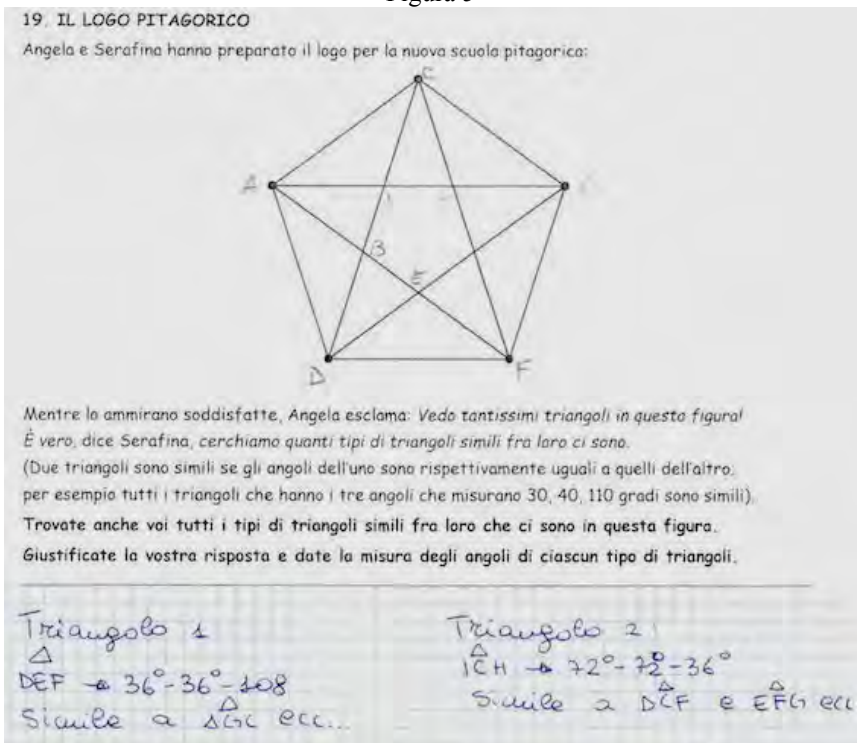 19. IL LOGO PITAGORICO
Angela e Serafina hanno preparato il logo per la nuova scuola pitagorica:
C
A
B
E
D
F
Mentre lo ammirano soddisfatte, Angela esclama: Vedo tantissimi triangoli in questa figura!
È vero, dice Serafina, cerchiamo quanti tipi di triangoli simili fra loro ci sono.
(Due triangoli sono simili se gli angoli dell'uno sono rispettivamente uguali a quelli dell'altro;
per esempio tutti i triangoli che hanno i tre angoli che misurano 30, 40, 110 gradi sono simili).
Trovate anche voi tutti i tipi di triangoli simili fra loro che ci sono in questa figura.
Giustificate la vostra risposta e date la misura degli angoli di ciascun tipo di triangoli.
Triangolo 1
DEF → 36°-36°-108
Simile a AGC ecc...
Triangolo 2
ICH → 72°-72°-36°
Simile a DCF e EFG ecc